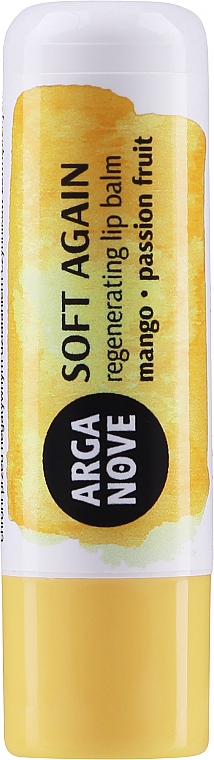 SOFT AGAIN
regenerating lip balm
mango • passion fruit
ARGA
NOVE